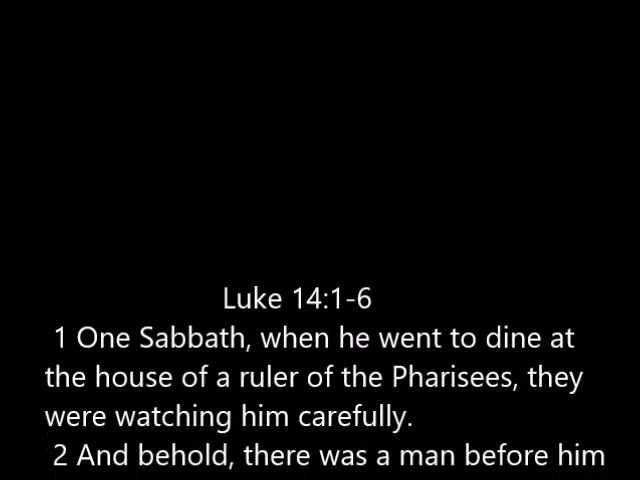 Luke 14:1-6
1 One Sabbath, when he went to dine at
the house of a ruler of the Pharisees, they
were watching him carefully.
2 And behold, there was a man before him